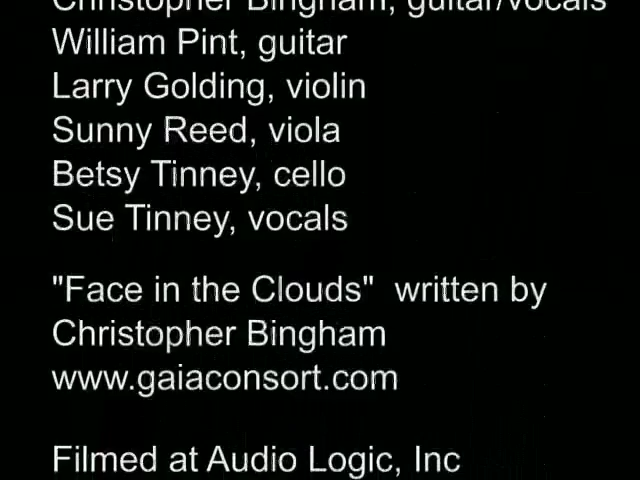 Christopher Bingham, guitar/vocals
William Pint, guitar
Larry Golding, violin
Sunny Reed, viola
Betsy Tinney, cello
Sue Tinney, vocals
"Face in the Clouds" written by
Christopher Bingham
www.gaiaconsort.com
Filmed at Audio Logic, Inc